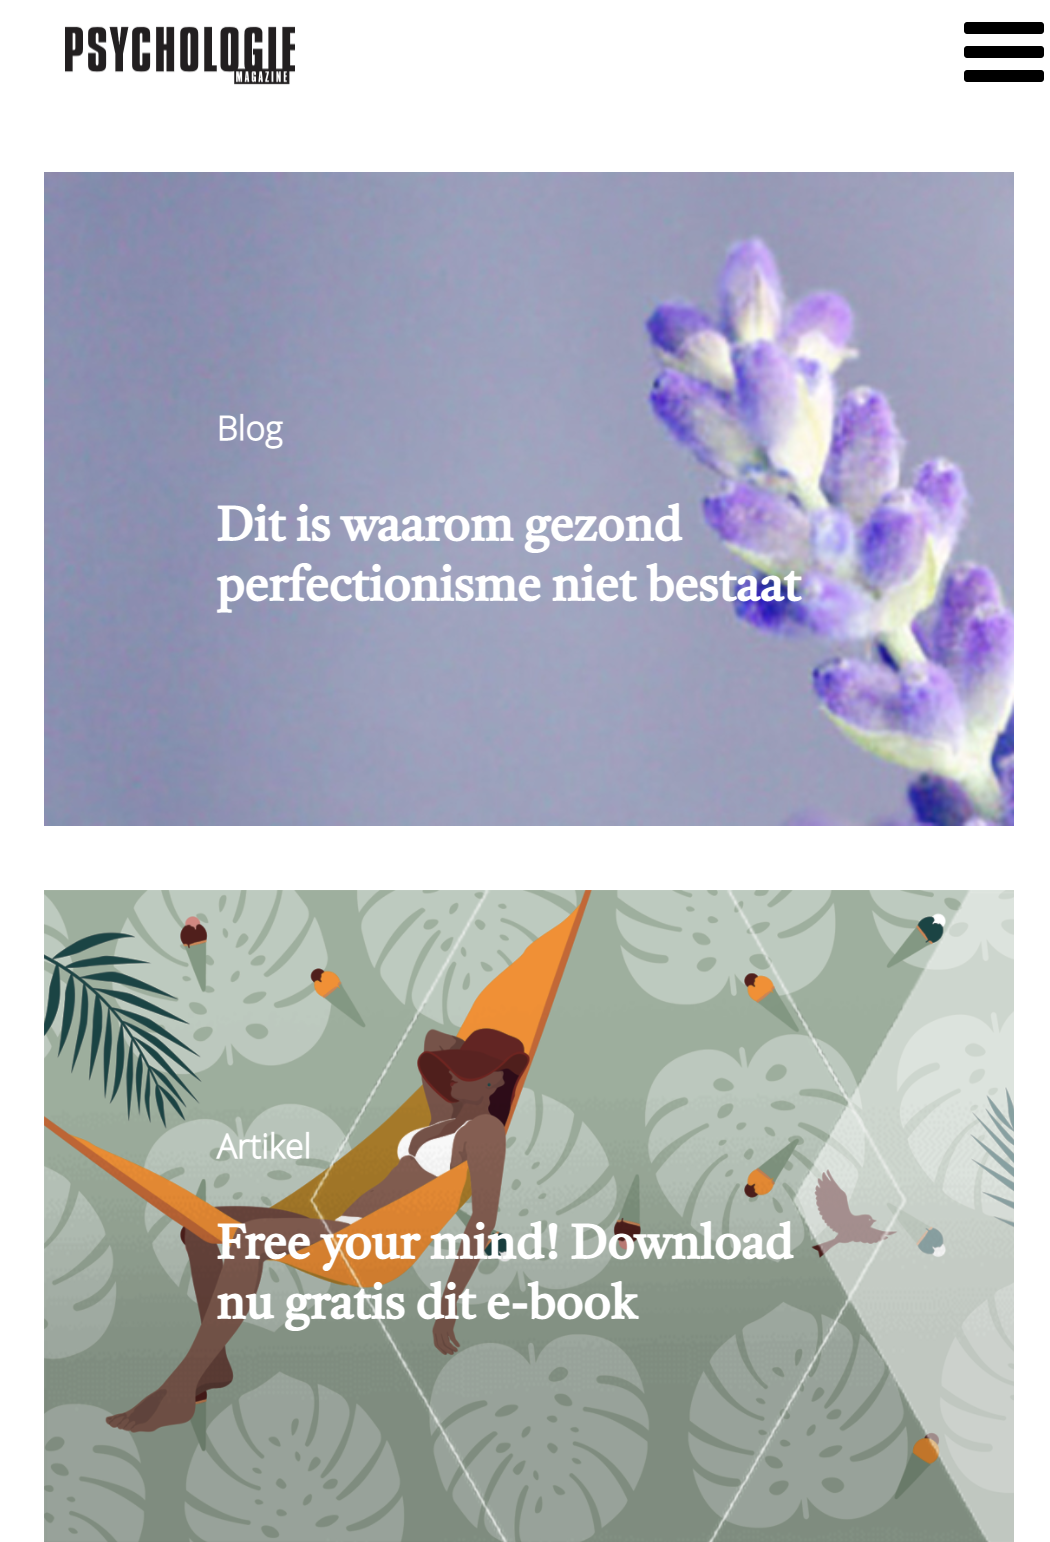 PSYCHOLOGIE
MAGAZINE
Blog
Dit is waarom gezond
perfectionisme niet bestaat
Artikel
Free your mind! Download
nu gratis dit e-book